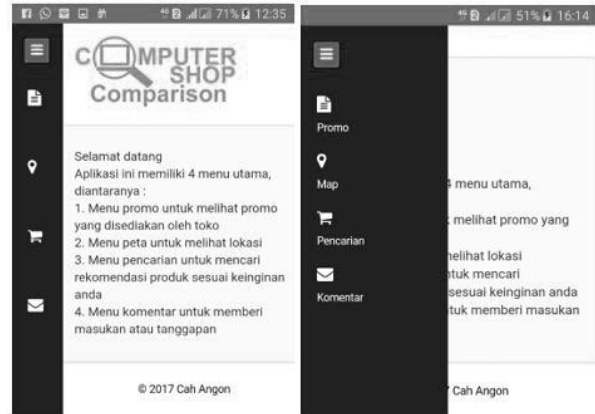 71% 12:35
COMPUTER
SHOP
Comparison
Selamat datang
Aplikasi ini memiliki 4 menu utama,
diantaranya :
1. Menu promo untuk melihat promo
yang disediakan oleh toko
2. Menu peta untuk melihat lokasi
3. Menu pencarian untuk mencari
rekomendasi produk sesuai keinginan
anda
4. Menu komentar untuk memberi
masukan atau tanggapan
© 2017 Cah Angon
51% 16:14
Promo
Map
Pencarian
Komentar
menu utama,
melihat promo yang
melihat lokasi
ntuk mencari
sesuai keinginan anda
tuk memberi masukan
Cah Angon